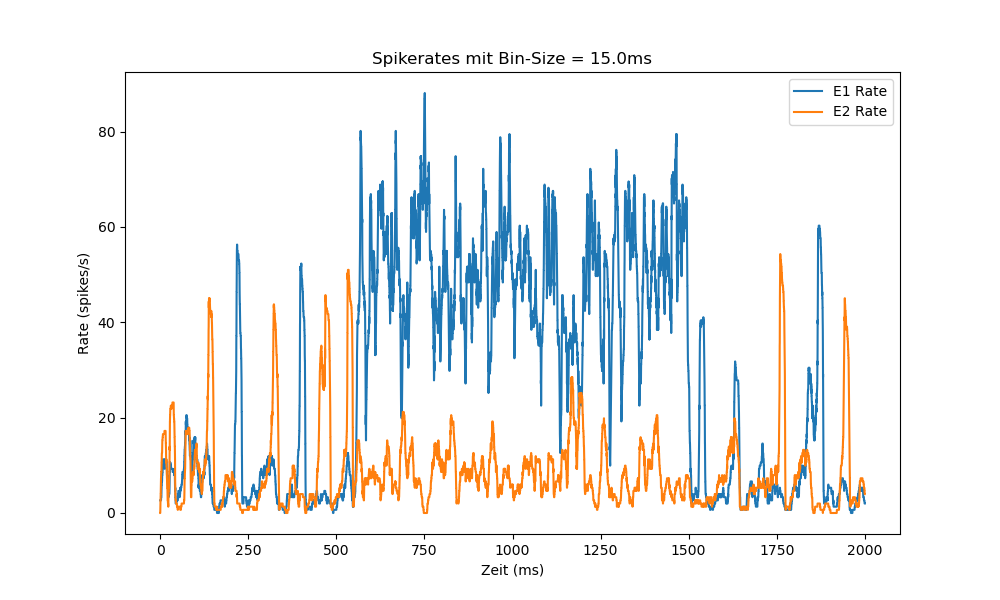 Spikerates mit Bin-Size = 15.0ms
E1 Rate
E2 Rate
80
60
40
20
0
Rate (spikes/s)
0 250 500 750 1000 1250 1500 1750 2000
Zeit (ms)